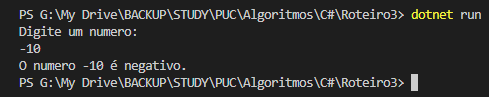 PS G:\My Drive\BACKUP\STUDY\PUC\Algoritmos\C#\Roteiro3> dotnet run
Digite um numero:
-10
O numero -10 é negativo.
PS G:\My Drive\BACKUP\STUDY\PUC\Algoritmos\C#\Roteiro3>